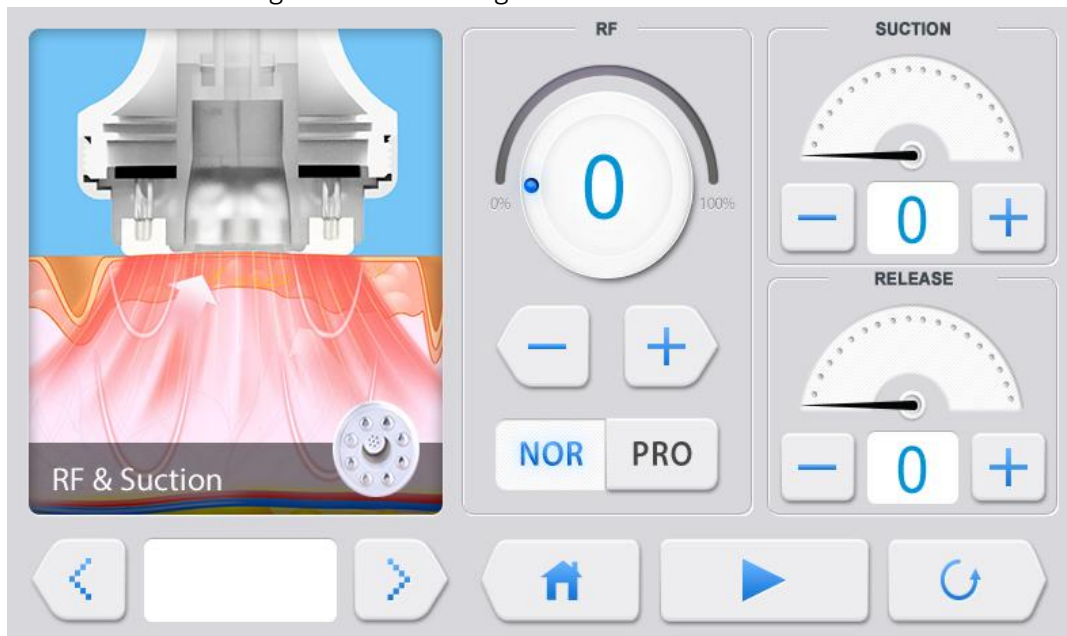 RF
SUCTION
0
0% 100%
0
RELEASE
0
NOR PRO
RF & Suction